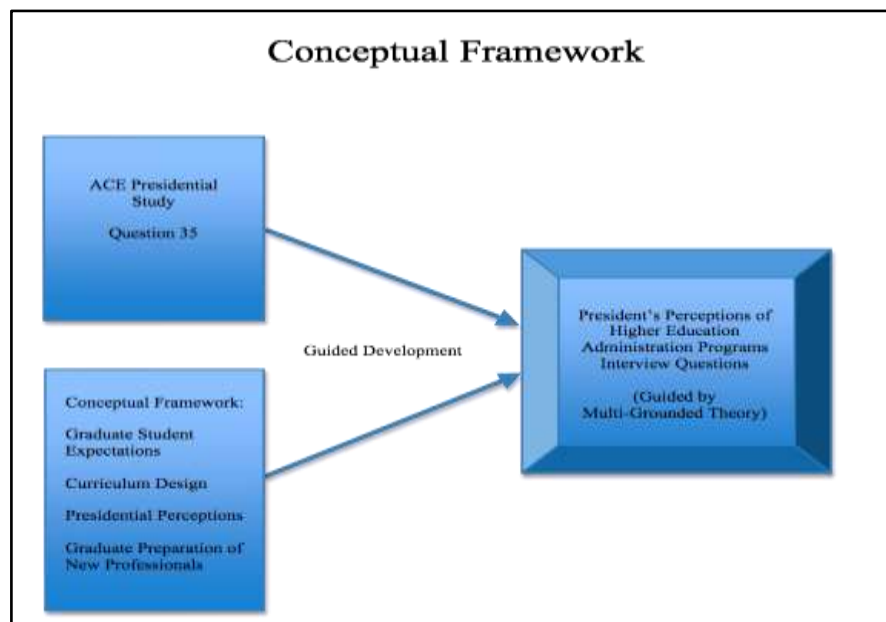 Conceptual Framework
ACE Presidential
Study
Question 35
Guided Development
Conceptual Framework:
Graduate Student
Expectations
Curriculum Design
Presidential Perceptions
Graduate Preparation of
New Professionals
President's Perceptions of
Higher Education
Administration Programs
Interview Questions
(Guided by
Multi-Grounded Theory)